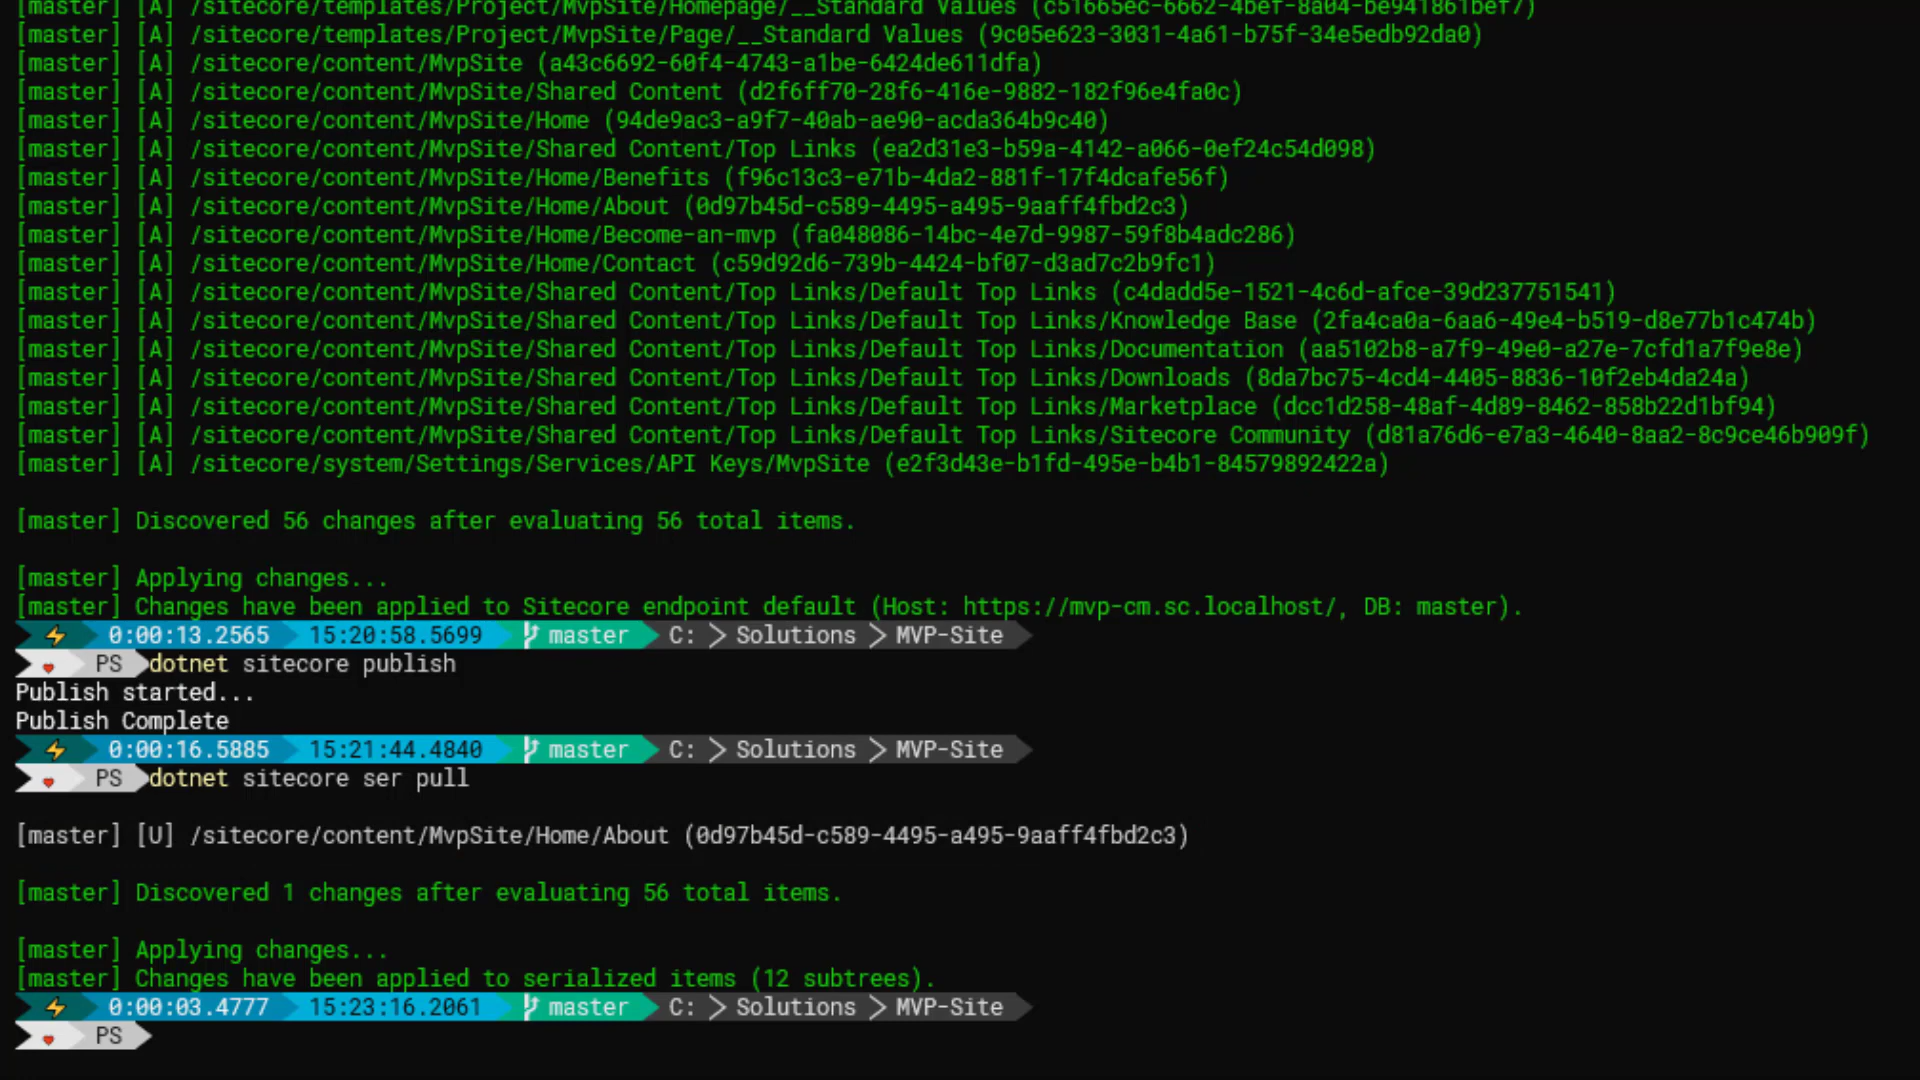 [master] [A] /sitecore/templates/Project/MvpSite/Homepage/__Standard Values (c51665ec-6662-4bef-8a04-be941861bef7)
[master] [A] /sitecore/templates/Project/MvpSite/Page/__Standard Values (9c05e623-3031-4a61-b75f-34e5edb92da0)
[master] [A] /sitecore/content/MvpSite (a43c6692-60f4-4743-a1be-6424de611dfa)
[master] [A] /sitecore/content/MvpSite/Shared Content (d2f6ff70-28f6-416e-9882-182f96e4fa0c)
[master] [A] /sitecore/content/MvpSite/Home (94de9ac3-a9f7-40ab-ae90-acda364b9c40)
[master] [A] /sitecore/content/MvpSite/Shared Content/Top Links (ea2d31e3-b59a-4142-a066-0ef24c54d098)
[master] [A] /sitecore/content/MvpSite/Home/Benefits (f96c13c3-e71b-4da2-881f-17f4dcafe56f)
[master] [A] /sitecore/content/MvpSite/Home/About (0d97b45d-c589-4495-a495-9aaff4fbd2c3)
[master] [A] /sitecore/content/MvpSite/Home/Become-an-mvp (fa048086-14bc-4e7d-9987-59f8b4adc286)
[master] [A] /sitecore/content/MvpSite/Home/Contact (c59d92d6-739b-4424-bf07-d3ad7c2b9fc1)
[master] [A] /sitecore/content/MvpSite/Shared Content/Top Links/Default Top Links (c4dadd5e-1521-4c6d-afce-39d237751541)
[master] [A] /sitecore/content/MvpSite/Shared Content/Top Links/Default Top Links/Knowledge Base (2fa4ca0a-6aa6-49e4-b519-d8e77b1c474b)
[master] [A] /sitecore/content/MvpSite/Shared Content/Top Links/Default Top Links/Documentation (aa5102b8-a7f9-49e0-a27e-7cfd1a7f9e8e)
[master] [A] /sitecore/content/MvpSite/Shared Content/Top Links/Default Top Links/Downloads (8da7bc75-4cd4-4405-8836-10f2eb4da24a)
[master] [A] /sitecore/content/MvpSite/Shared Content/Top Links/Default Top Links/Marketplace (dcc1d258-48af-4d89-8462-858b22d1bf94)
[master] [A] /sitecore/content/MvpSite/Shared Content/Top Links/Default Top Links/Sitecore Community (d81a76d6-e7a3-4640-8aa2-8c9ce46b909f)
[master] [A] /sitecore/system/Settings/Services/API Keys/MvpSite (e2f3d43e-b1fd-495e-b4b1-84579892422a)
[master] Discovered 56 changes after evaluating 56 total items.
[master] Applying changes...
[master] Changes have been applied to Sitecore endpoint default (Host: https://mvp-cm.sc.localhost/, DB: master).
0:00:13.2565 15:20:58.5699 master C: > Solutions > MVP-Site
PS dotnet sitecore publish
Publish started...
Publish Complete
0:00:16.5885 15:21:44.4840 master C: > Solutions > MVP-Site
PS dotnet sitecore ser pull
[master] [U] /sitecore/content/MvpSite/Home/About (0d97b45d-c589-4495-a495-9aaff4fbd2c3)
[master] Discovered 1 changes after evaluating 56 total items.
[master] Applying changes...
[master] Changes have been applied to serialized items (12 subtrees).
0:00:03.4777 15:23:16.2061 master C: > Solutions > MVP-Site
PS